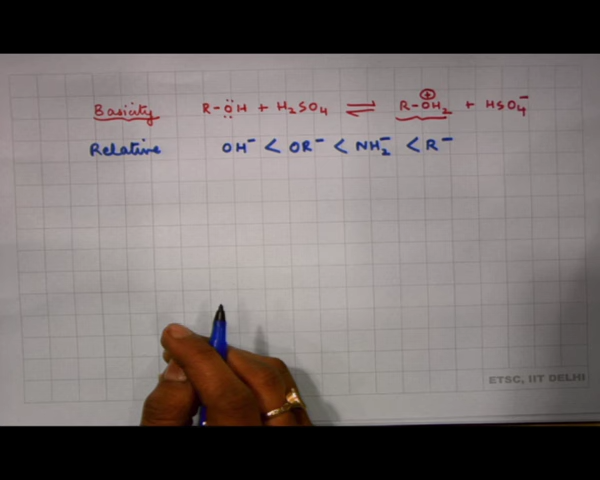 Basicity R-ÖH + H₂SO₄ ⇌ R-OH₂⊕ + HSO₄⁻
Relative OH⁻ < OR⁻ < NH₂⁻ < R⁻
ETSC, IIT DELHI